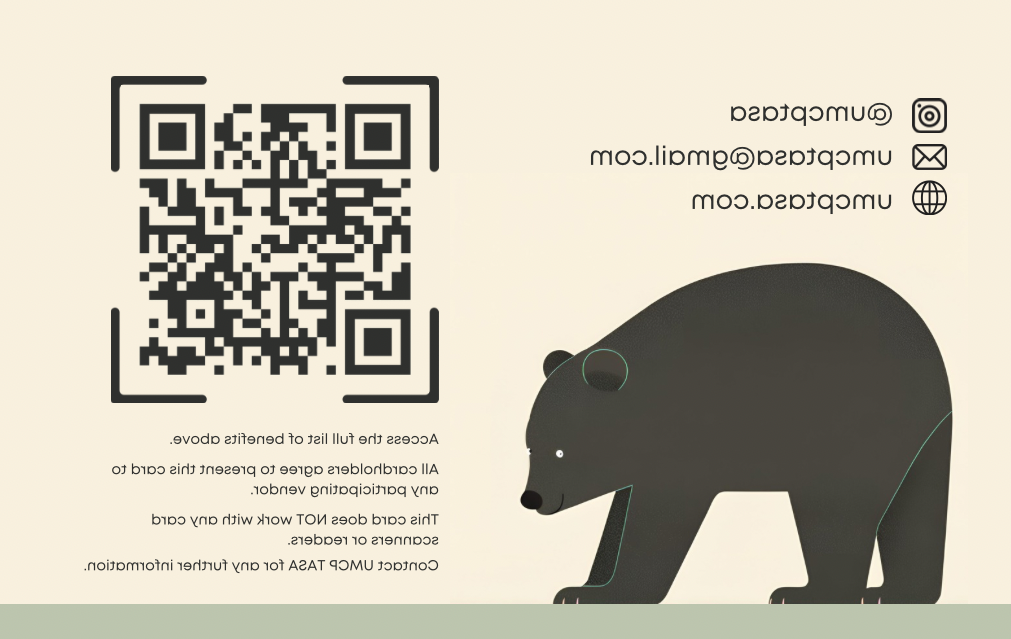 @umcptasa
umcptasa@gmail.com
umcptasa.com
Access the full list of benefits above.
All cardholders agree to present this card to
any participating vendor.
This card does NOT work with any card
scanners or readers.
Contact UMCP TASA for any further information.